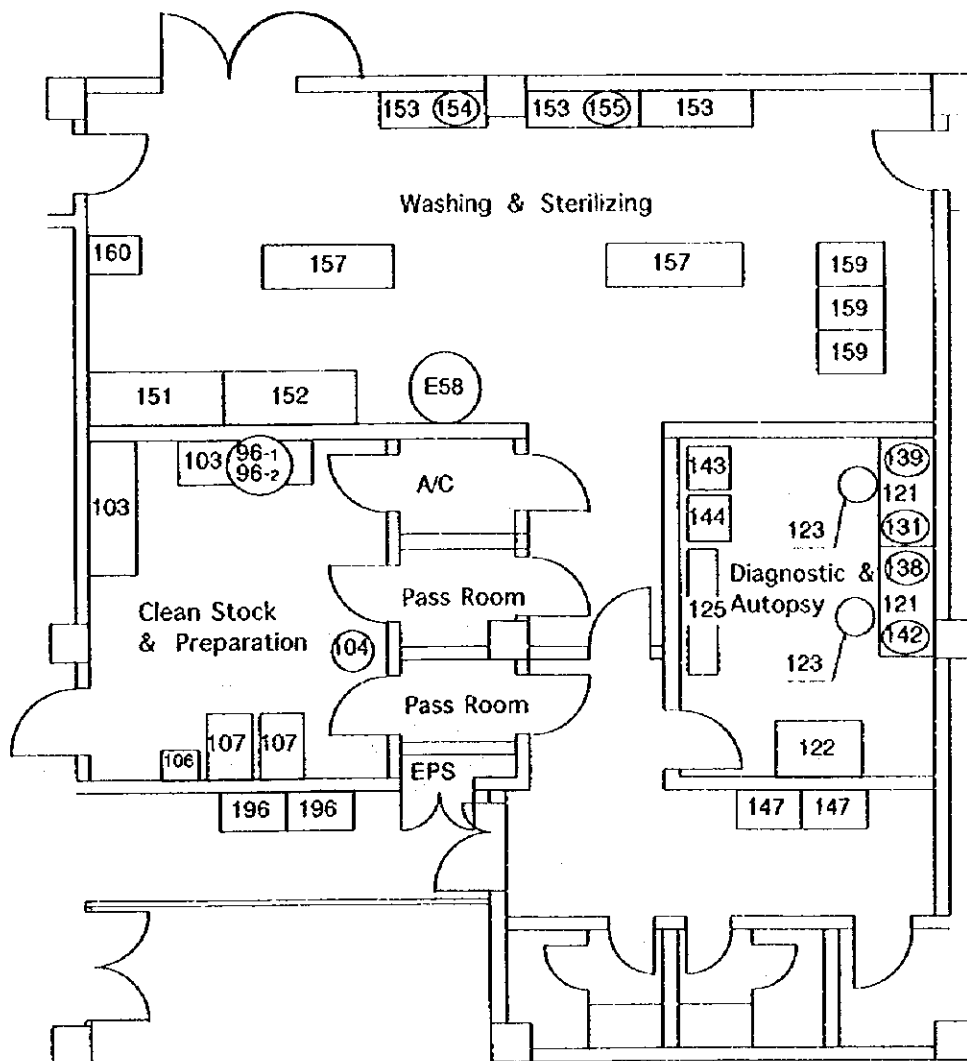 153 154 153 155 153
Washing & Sterilizing
160 157 157 159
159
159
151 152 E58
103 96-1
96-2
103
A/C
143
144
139
121
131
123
Diagnostic &
Autopsy
138
121
142
125
123
Pass Room
Clean Stock
& Preparation
104
Pass Room
107 107
106
122
EPS
196 196
147 147